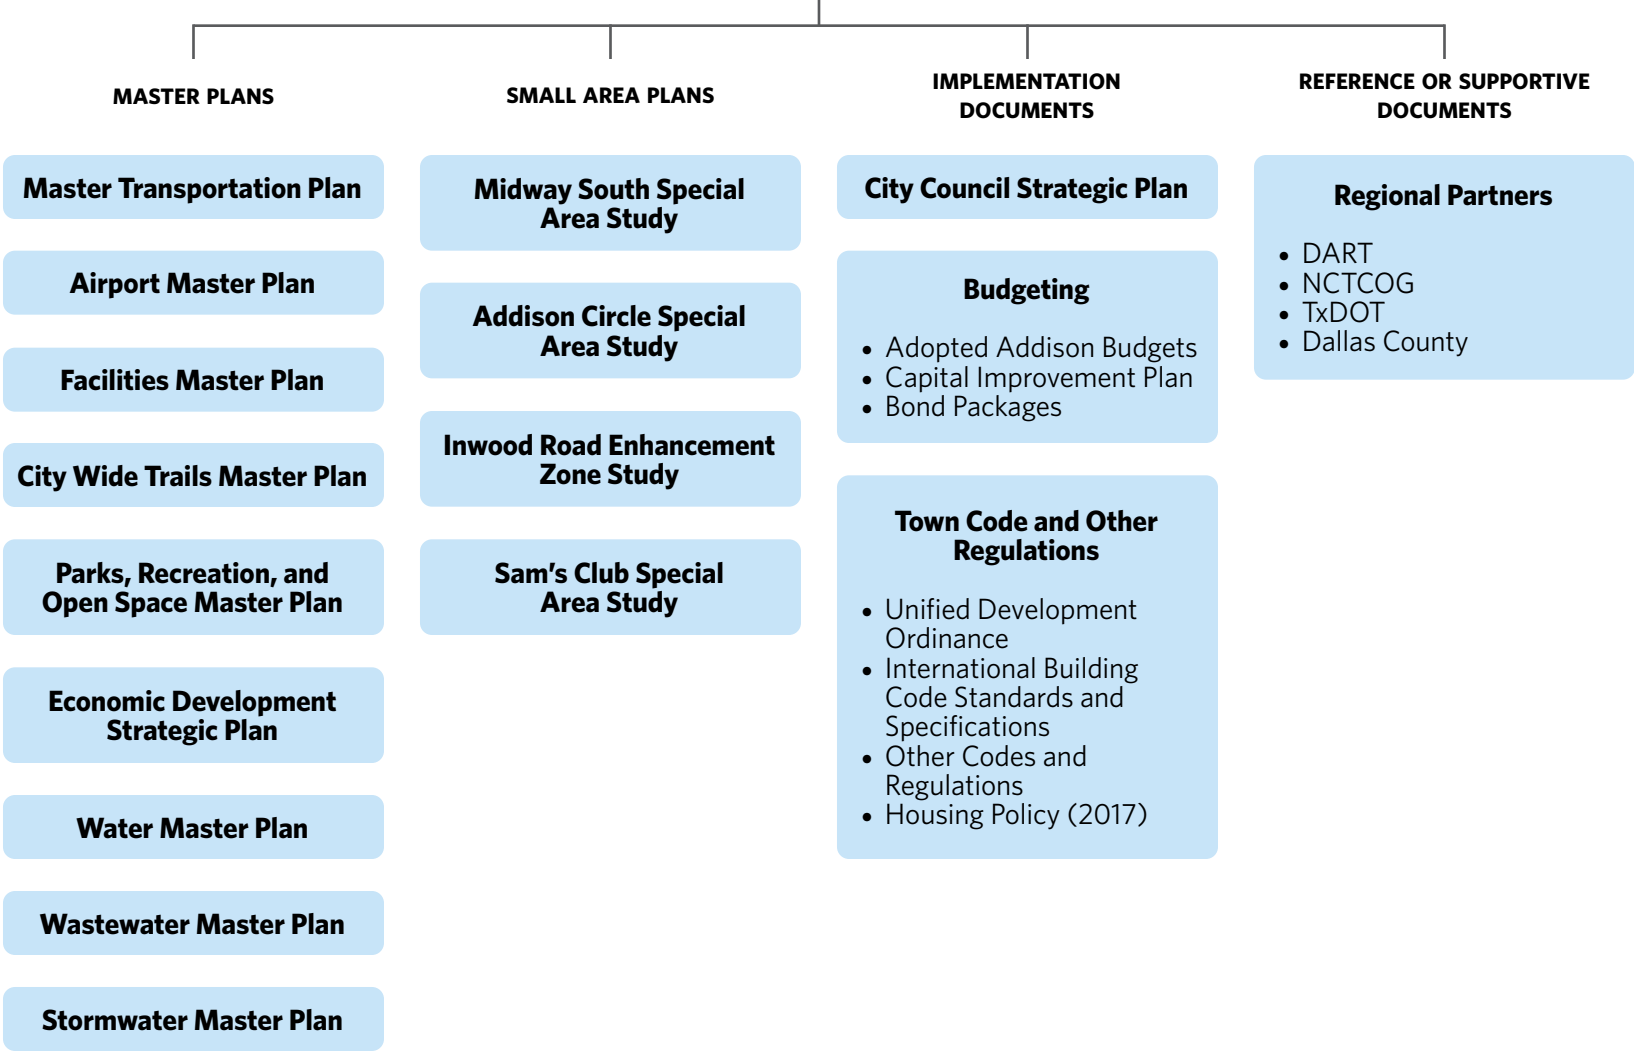 MASTER PLANS
Master Transportation Plan
Airport Master Plan
Facilities Master Plan
City Wide Trails Master Plan
Parks, Recreation, and
Open Space Master Plan
Economic Development
Strategic Plan
Water Master Plan
Wastewater Master Plan
Stormwater Master Plan
SMALL AREA PLANS
Midway South Special
Area Study
Addison Circle Special
Area Study
Inwood Road Enhancement
Zone Study
Sam's Club Special
Area Study
IMPLEMENTATION
DOCUMENTS
City Council Strategic Plan
Budgeting
• Adopted Addison Budgets
• Capital Improvement Plan
• Bond Packages
Town Code and Other
Regulations
• Unified Development
Ordinance
• International Building
Code Standards and
Specifications
• Other Codes and
Regulations
• Housing Policy (2017)
REFERENCE OR SUPPORTIVE
DOCUMENTS
Regional Partners
• DART
• NCTCOG
• TxDOT
• Dallas County